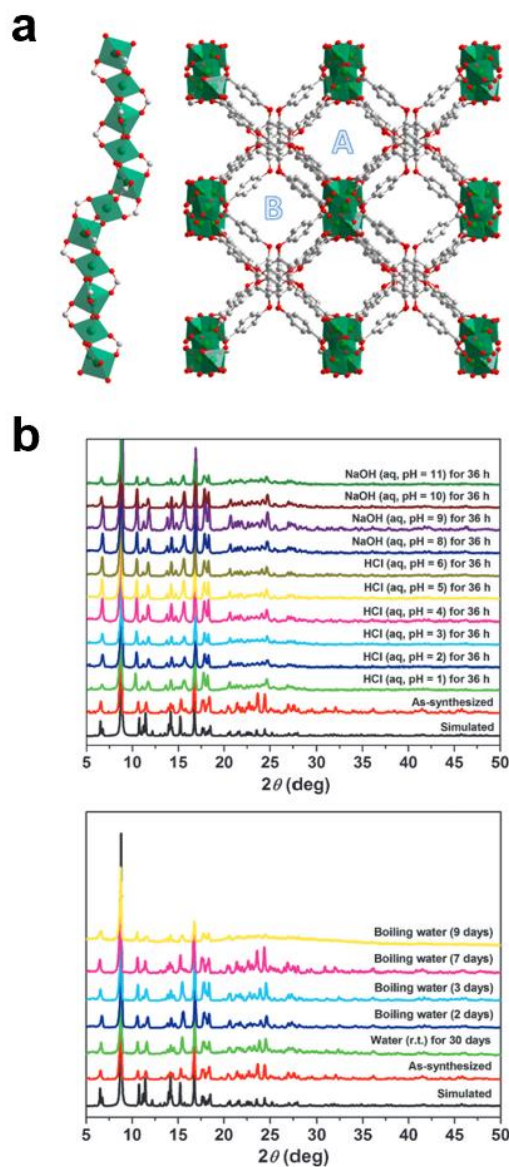 a
A
B
b
NaOH (aq, pH = 11) for 36 h
NaOH (aq, pH = 10) for 36 h
NaOH (aq, pH = 9) for 36 h
NaOH (aq, pH = 8) for 36 h
HCl (aq, pH = 6) for 36 h
HCl (aq, pH = 5) for 36 h
HCl (aq, pH = 4) for 36 h
HCl (aq, pH = 3) for 36 h
HCl (aq, pH = 2) for 36 h
HCl (aq, pH = 1) for 36 h
As-synthesized
Simulated
5 10 15 20 25 30 35 40 45 50
2θ (deg)
Boiling water (9 days)
Boiling water (7 days)
Boiling water (3 days)
Boiling water (2 days)
Water (r.t.) for 30 days
As-synthesized
Simulated
5 10 15 20 25 30 35 40 45 50
2θ (deg)